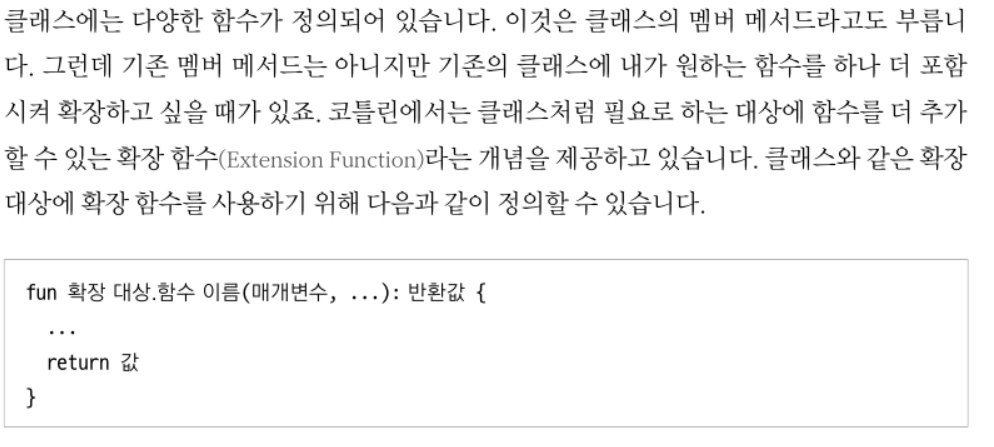 클래스에는 다양한 함수가 정의되어 있습니다. 이것은 클래스의 멤버 메서드라고도 부릅니
다. 그런데 기존 멤버 메서드는 아니지만 기존의 클래스에 내가 원하는 함수를 하나 더 포함
시켜 확장하고 싶을 때가 있죠. 코틀린에서는 클래스처럼 필요로 하는 대상에 함수를 더 추가
할 수 있는 확장 함수(Extension Function)라는 개념을 제공하고 있습니다. 클래스와 같은 확장
대상에 확장 함수를 사용하기 위해 다음과 같이 정의할 수 있습니다.
fun 확장 대상.함수 이름(매개변수, ...): 반환값 {
...
return 값
}